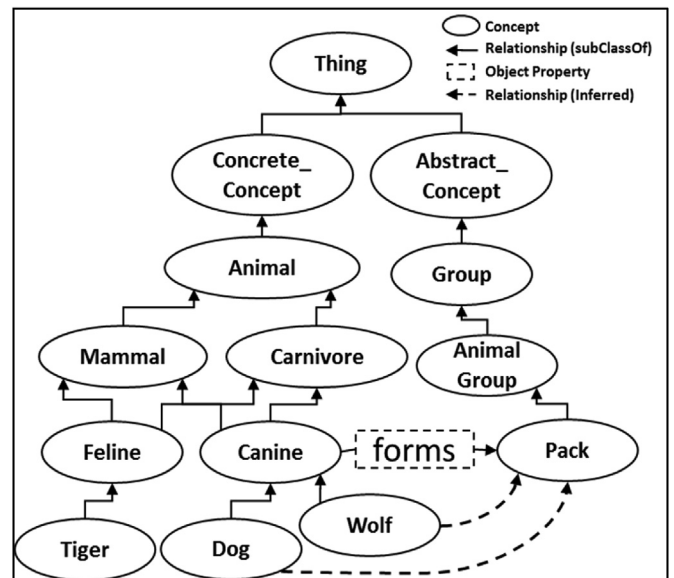 Concept
Relationship (subClassOf)
Object Property
Relationship (Inferred)
Thing
Concrete_
Concept
Abstract_
Concept
Animal
Group
Mammal
Carnivore
Animal
Group
Feline
Canine
forms
Pack
Tiger
Dog
Wolf